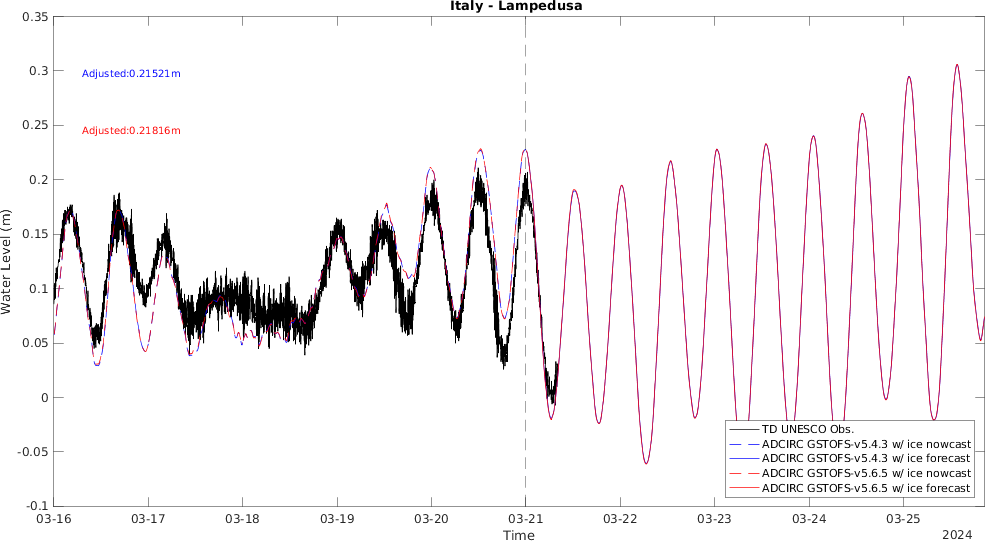 Italy - Lampedusa
0.35
0.3
0.25
0.2
0.15
0.1
0.05
0
-0.05
-0.1
Water Level (m)
Adjusted:0.21521m
Adjusted:0.21816m
TD UNESCO Obs.
ADCIRC GSTOFS-v5.4.3 w/ ice nowcast
ADCIRC GSTOFS-v5.4.3 w/ ice forecast
ADCIRC GSTOFS-v5.6.5 w/ ice nowcast
ADCIRC GSTOFS-v5.6.5 w/ ice forecast
03-16 03-17 03-18 03-19 03-20 03-21 03-22 03-23 03-24 03-25
Time
2024